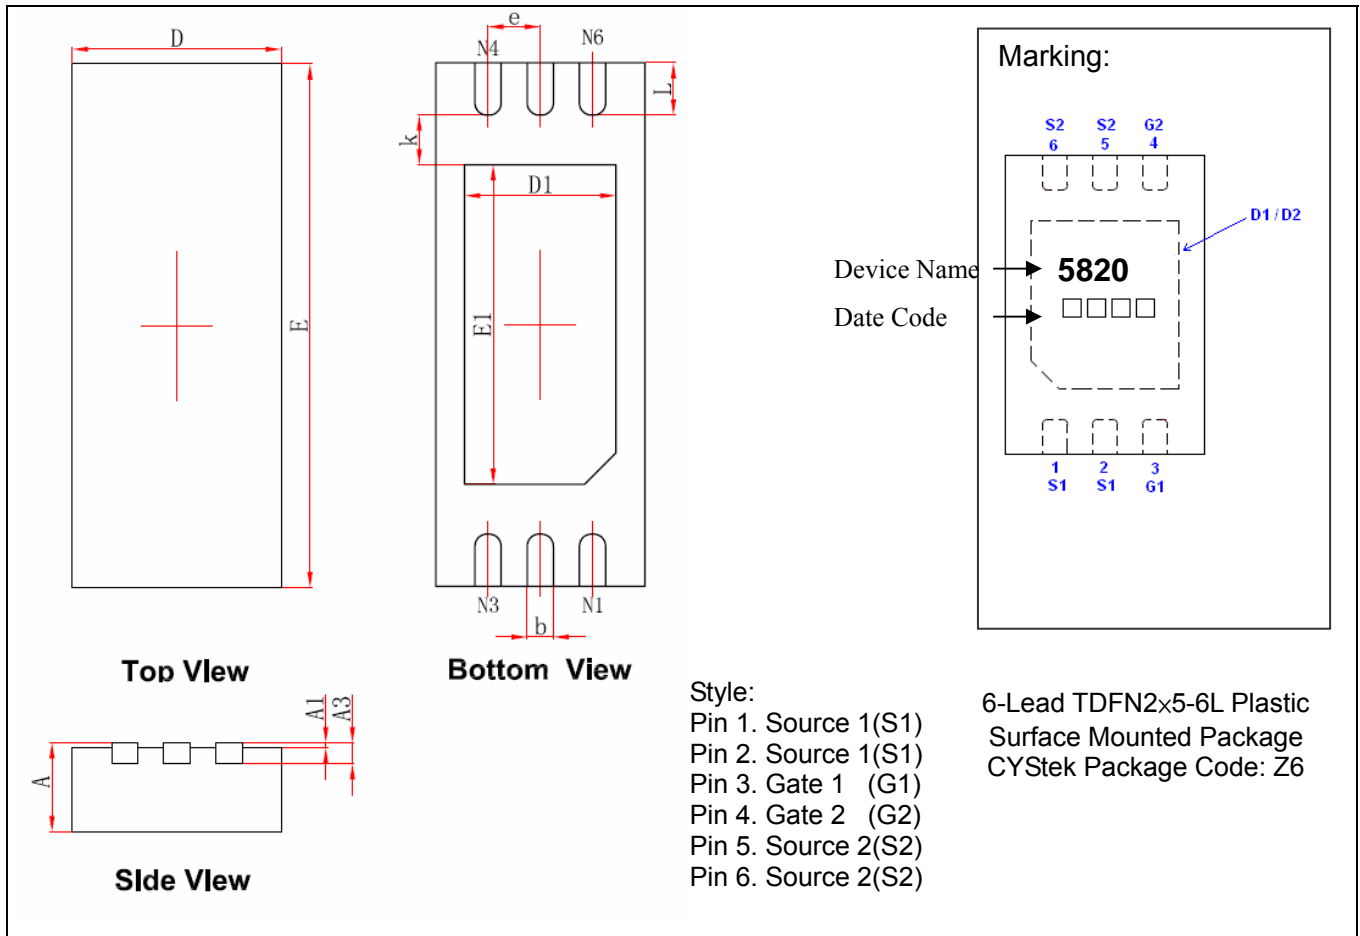 D
E
Top VIew
e
N4
N6
L
k
D1
E1
N3
N1
b
Bottom View
A
A1
A3
SIde VIew
Marking:
S2 S2 G2
6 5 4
D1 / D2
Device Name
5820
Date Code
□□□□
1 2 3
S1 S1 G1
Style:
Pin 1. Source 1(S1)
Pin 2. Source 1(S1)
Pin 3. Gate 1 (G1)
Pin 4. Gate 2 (G2)
Pin 5. Source 2(S2)
Pin 6. Source 2(S2)
6-Lead TDFN2×5-6L Plastic
Surface Mounted Package
CYStek Package Code: Z6